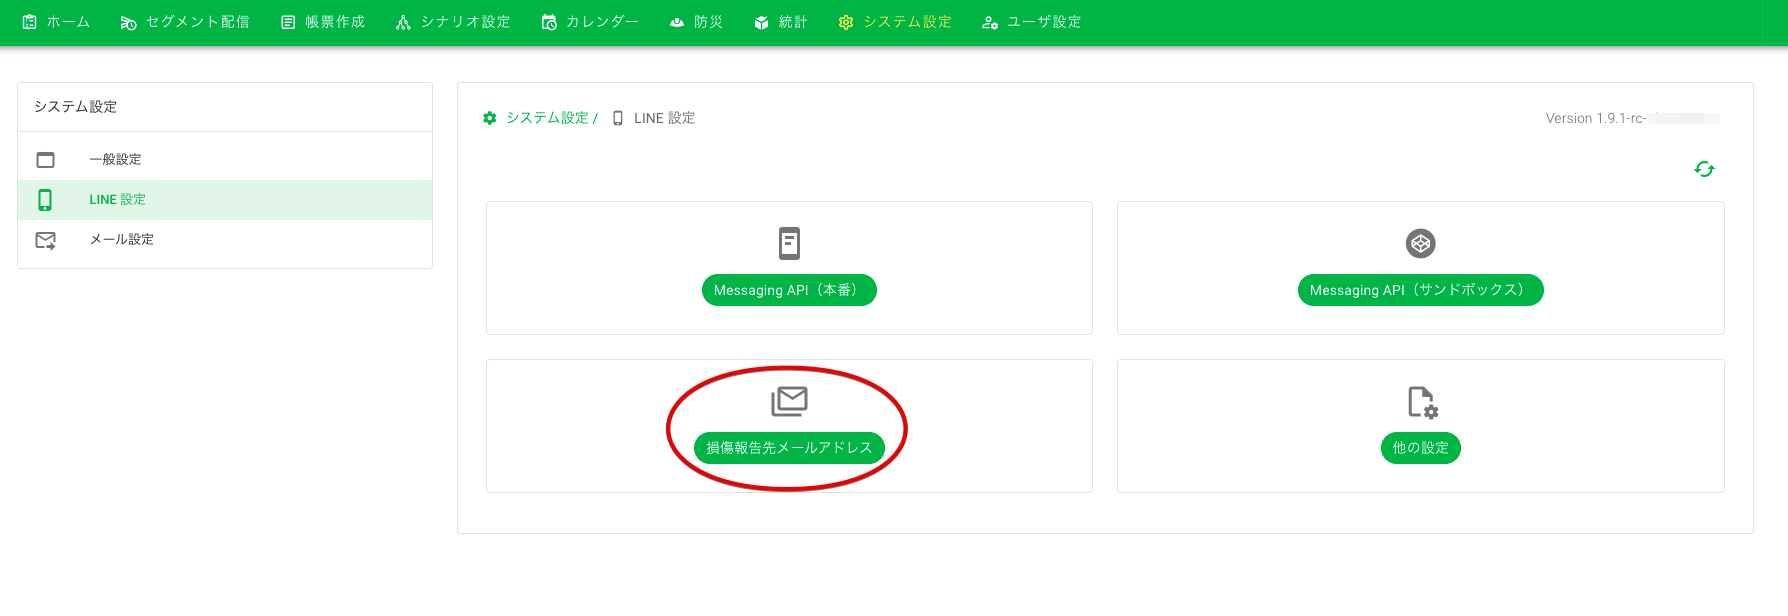 ホーム セグメント配信 帳票作成 シナリオ設定 カレンダー 防災 統計 システム設定 ユーザ設定
システム設定
一般設定
LINE 設定
メール設定
システム設定 / LINE 設定
Version 1.9.1-rc-
Messaging API（本番）
Messaging API（サンドボックス）
損傷報告先メールアドレス
他の設定